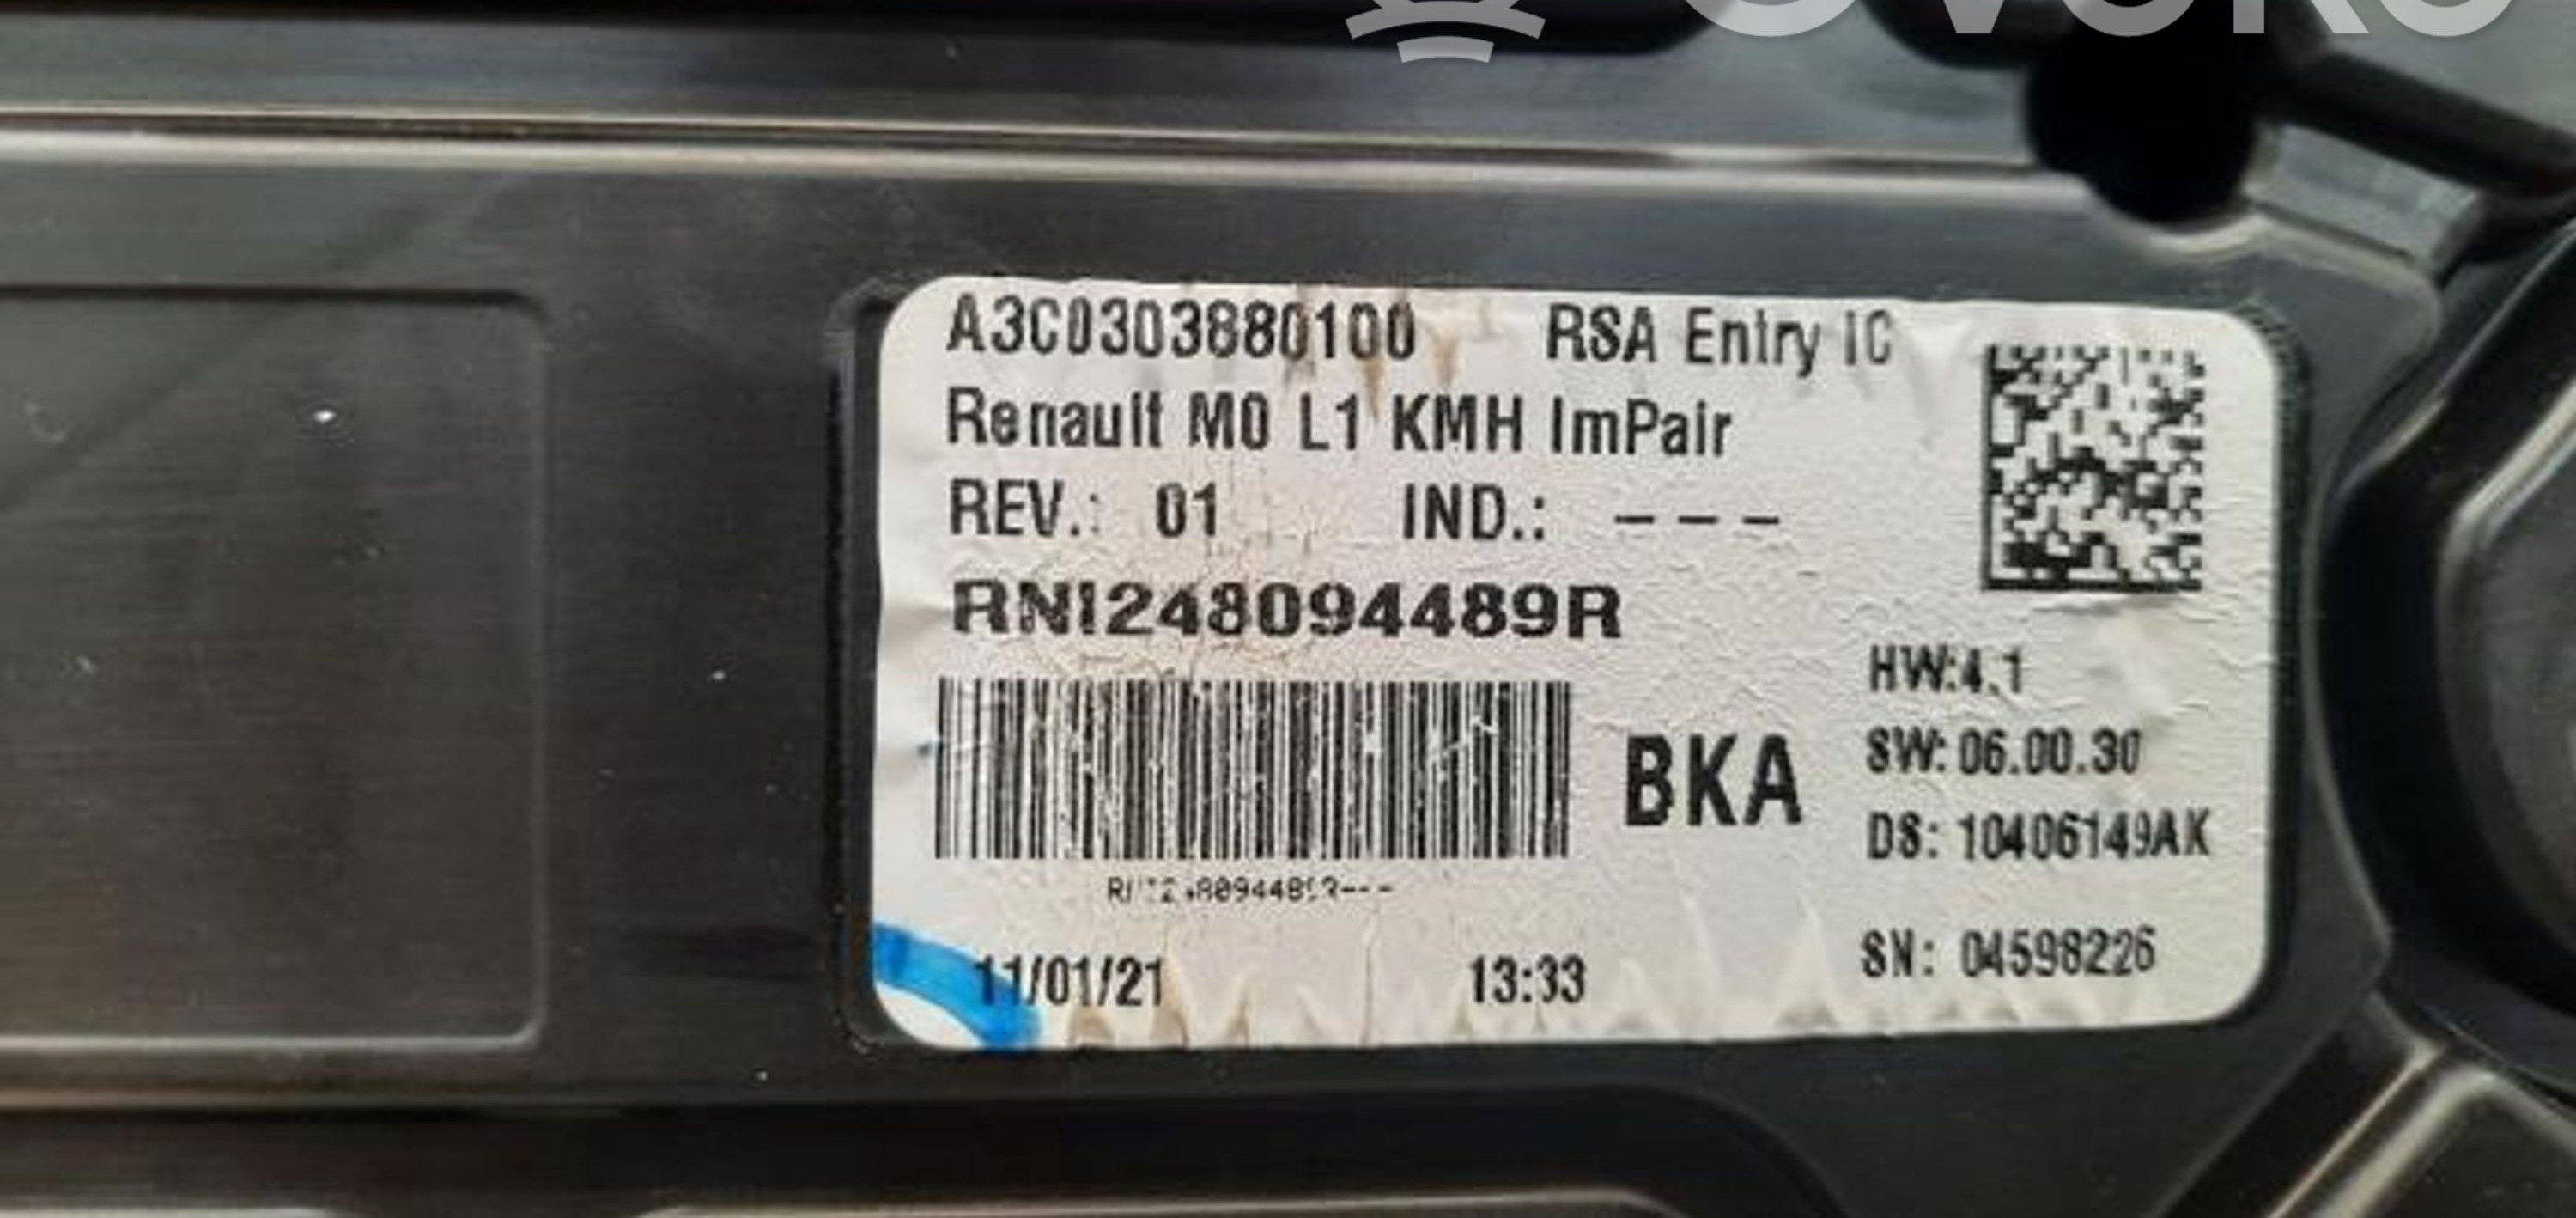 A3C0303880100 RSA Entry IC
Renault M0 L1 KMH ImPair
REV.: 01 IND.: ---
RNI248094489R
BKA
HW:4.1
SW: 06.00.30
DS: 10406149AK
11/01/21 13:33 SN: 04598226